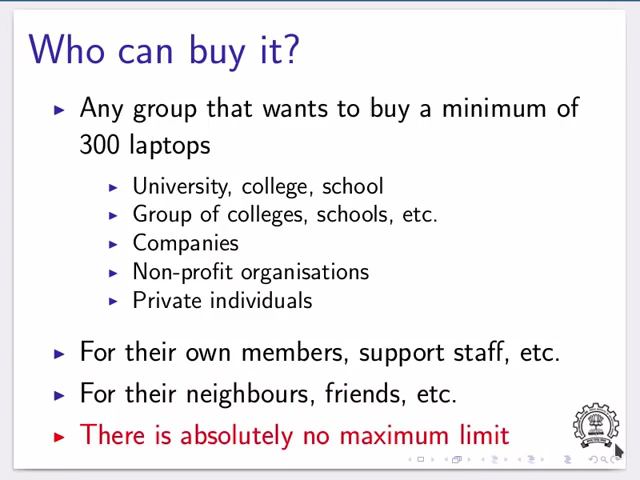 Who can buy it?
Any group that wants to buy a minimum of
300 laptops
University, college, school
Group of colleges, schools, etc.
Companies
Non-profit organisations
Private individuals
For their own members, support staff, etc.
For their neighbours, friends, etc.
There is absolutely no maximum limit